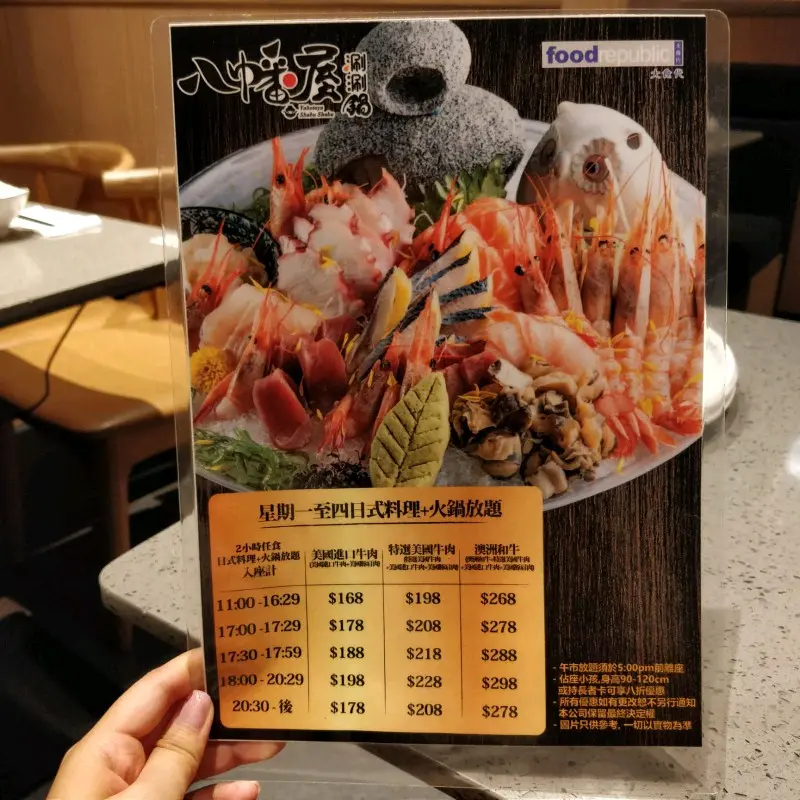 八幡屋 涮涮鍋
Yahataya
Shabu Shabu
foodrepublic
大食代
星期一至四日式料理+火鍋放題
2小時任食
日式料理+火鍋放題
入座計
美國進口牛肉
特選美國牛肉
澳洲和牛
11:00 -16:29 $168 $198 $268
17:00 -17:29 $178 $208 $278
17:30 -17:59 $188 $218 $288
18:00 - 20:29 $198 $228 $298
20:30 - 後 $178 $208 $278
- 午市放題須於5:00pm前離座
- 佔座小孩,身高90-120cm
或持長者卡可享八折優惠
- 所有優惠如有更改恕不另行通知
本公司保留最終決定權
- 圖片只供參考, 一切以實物為準